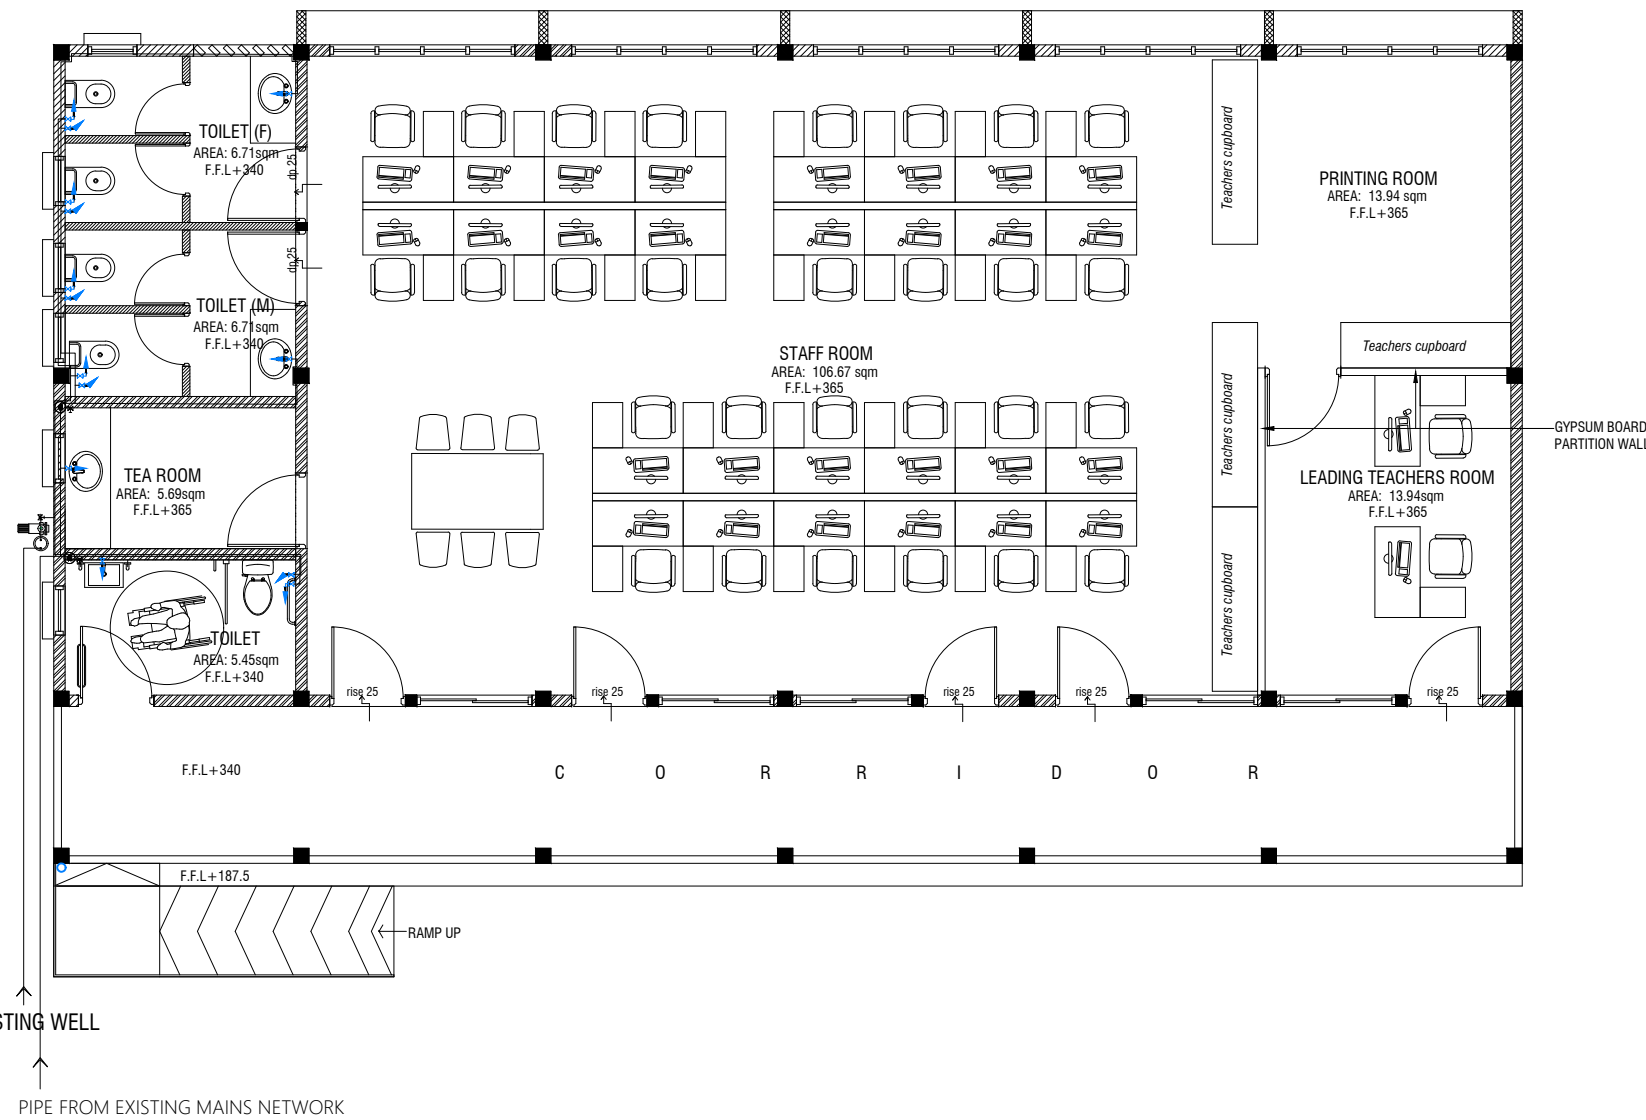 TOILET (F)
AREA: 6.71sqm
F.F.L+340
dp 25
dp 25
TOILET (M)
AREA: 6.71sqm
F.F.L+340
TEA ROOM
AREA: 5.69sqm
F.F.L+365
TOILET
AREA: 5.45sqm
F.F.L+340
STAFF ROOM
AREA: 106.67 sqm
F.F.L+365
Teachers cupboard
Teachers cupboard
Teachers cupboard
PRINTING ROOM
AREA: 13.94 sqm
F.F.L+365
Teachers cupboard
GYPSUM BOARD
PARTITION WALL
LEADING TEACHERS ROOM
AREA: 13.94sqm
F.F.L+365
rise 25
rise 25
rise 25
rise 25
rise 25
F.F.L+340
C O R R I D O R
F.F.L+187.5
RAMP UP
STING WELL
PIPE FROM EXISTING MAINS NETWORK